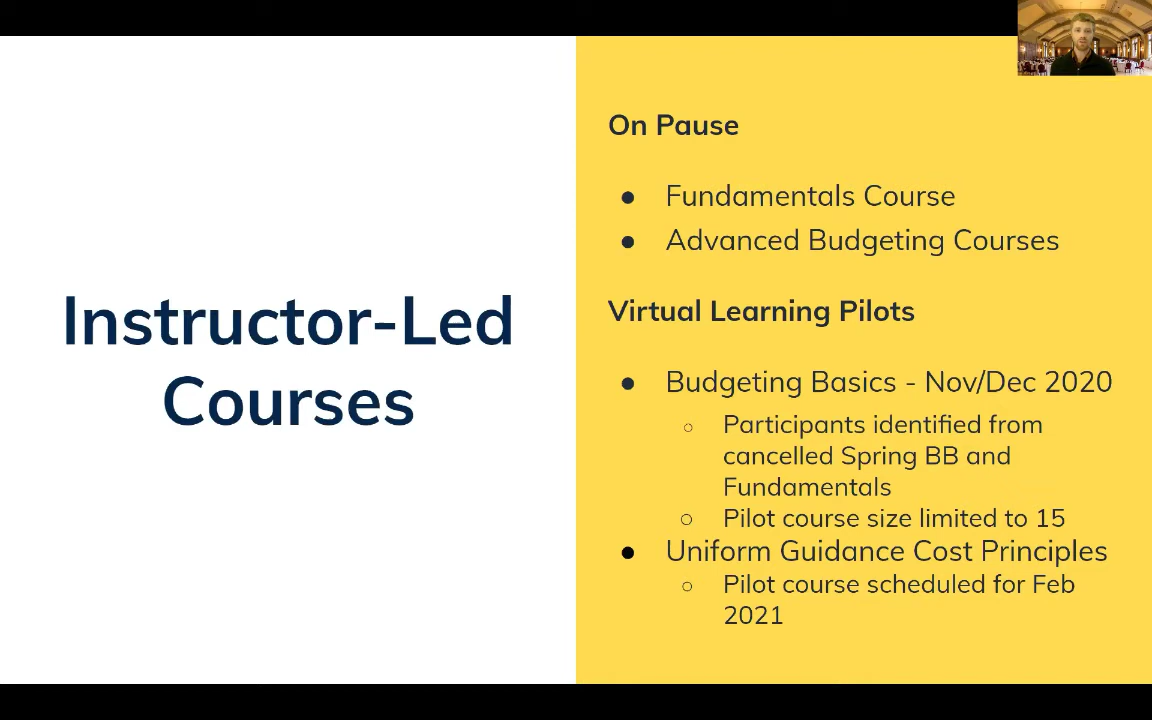 Instructor-Led
Courses
On Pause
● Fundamentals Course
● Advanced Budgeting Courses
Virtual Learning Pilots
● Budgeting Basics - Nov/Dec 2020
○ Participants identified from
cancelled Spring BB and
Fundamentals
○ Pilot course size limited to 15
● Uniform Guidance Cost Principles
○ Pilot course scheduled for Feb
2021